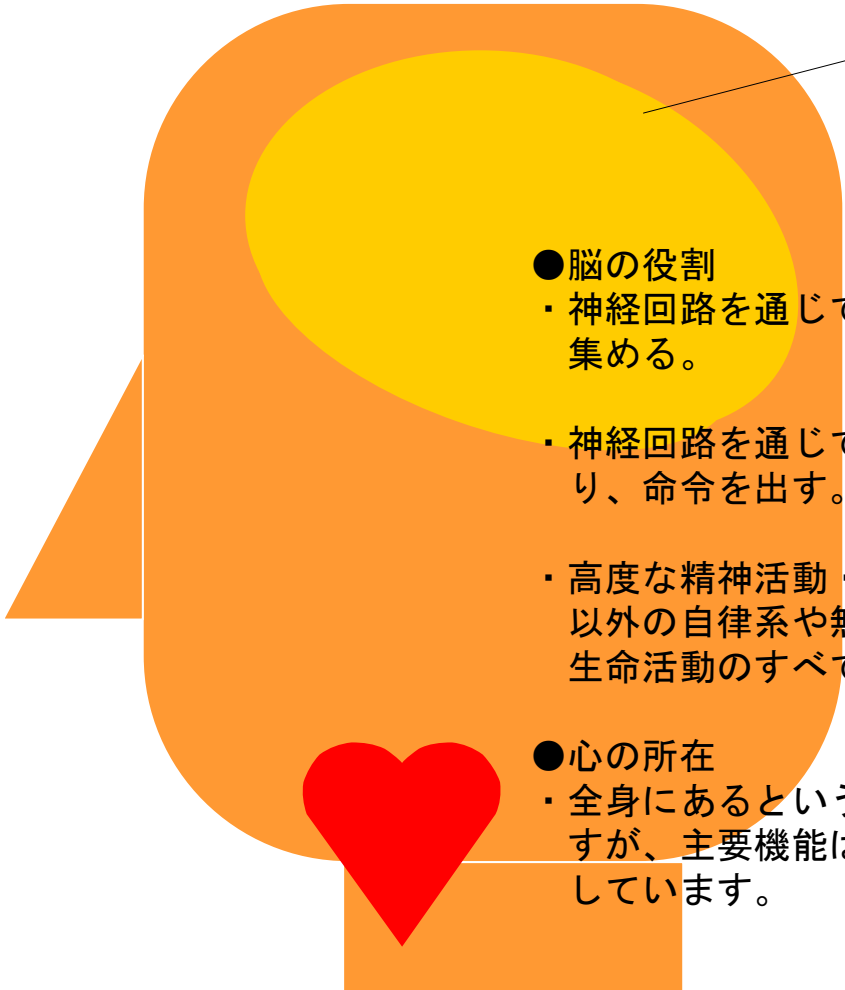 ●脳の役割
・神経回路を通じて
集める。
・神経回路を通じて
り、命令を出す。
・高度な精神活動・
以外の自律系や無
生命活動のすべて
●心の所在
・全身にあるという
すが、主要機能は
しています。